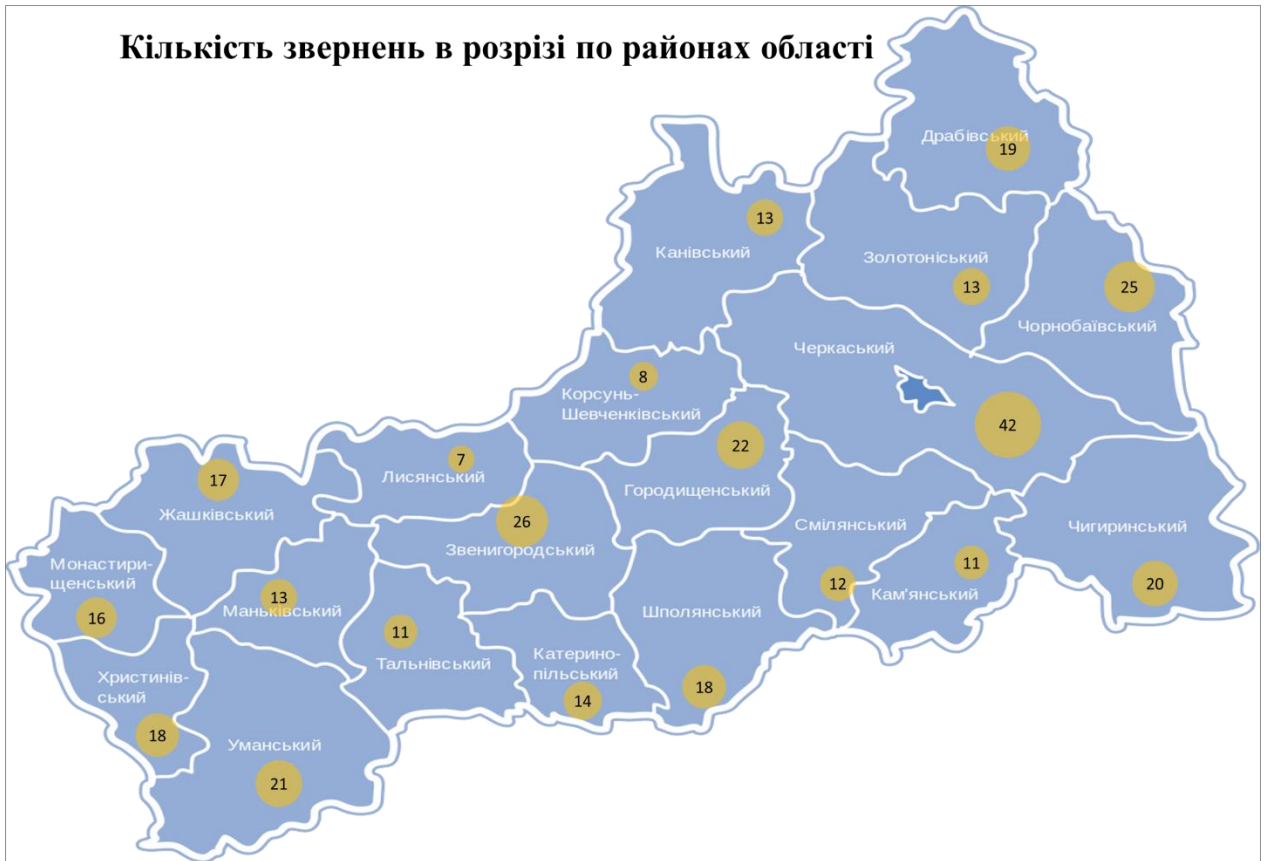 Кількість звернень в розрізі по районах області
Драбівський
19
13
Канівський
Золотоніський
13
25
Чорнобаївський
Черкаський
8
Корсунь-
Шевченківський
42
22
7
Лисянський
17
Городищенський
Жашківський
26
Смілянський
Чигиринський
Звенигородський
Монастири-
щенський
11
12
Кам'янський
20
13
Маньківський
16
Шполянський
11
Тальнівський
Катерино-
пільський
14
18
Христинів-
ський
18
Уманський
21